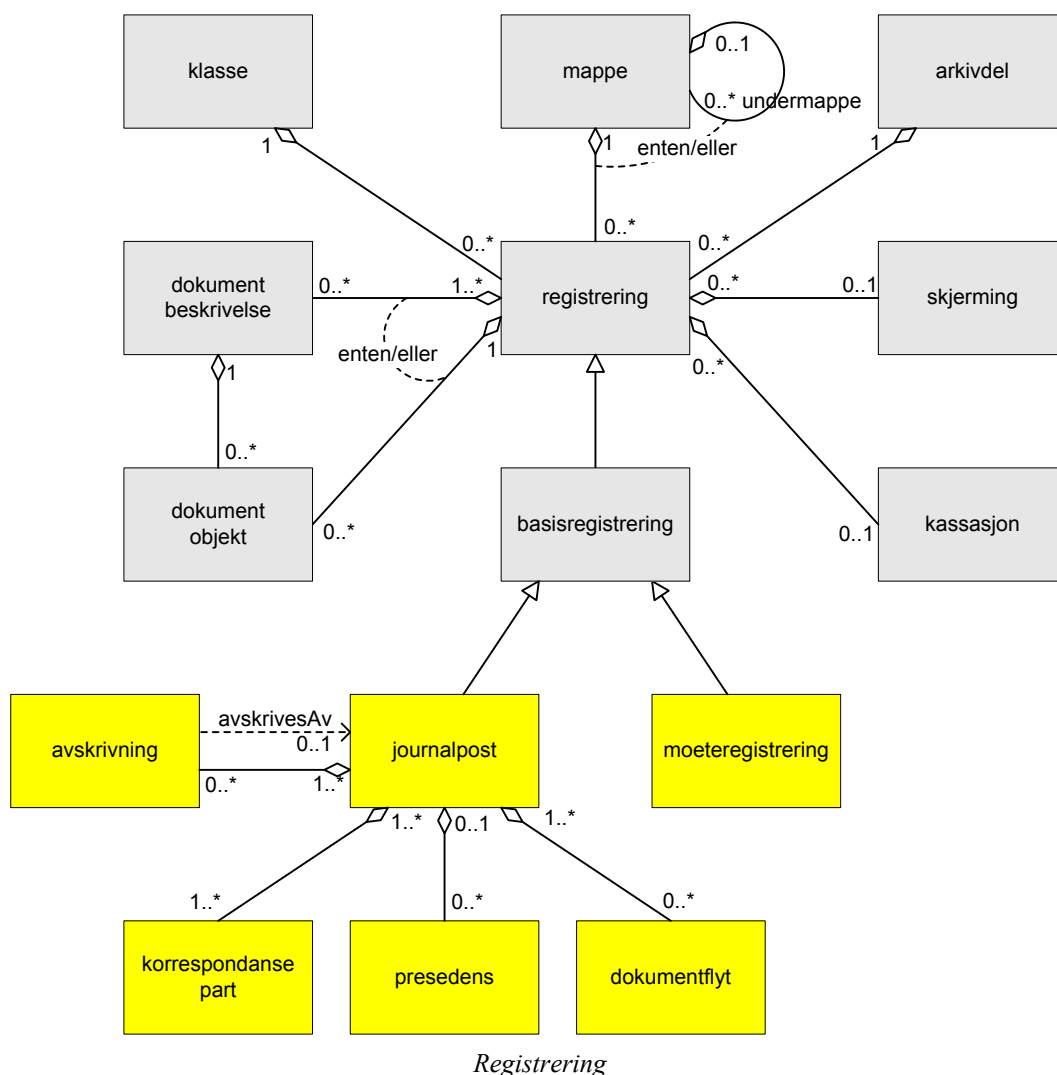 klasse
mappe
0..1
0..* undermappe
arkivdel
1
1
enten/eller
1
0..*
0..*
0..*
dokument
beskrivelse
0..*
1..*
registrering
0..*
0..1
skjerming
enten/eller
1
0..*
1
0..*
dokument
objekt
0..*
basisregistrering
0..1
kassasjon
avskrivning
avskrivesAv
0..1
0..*
1..*
journalpost
moeteregistrering
1..*
0..1
1..*
1..*
0..*
0..*
korrespondanse
part
presedens
dokumentflyt
Registrering